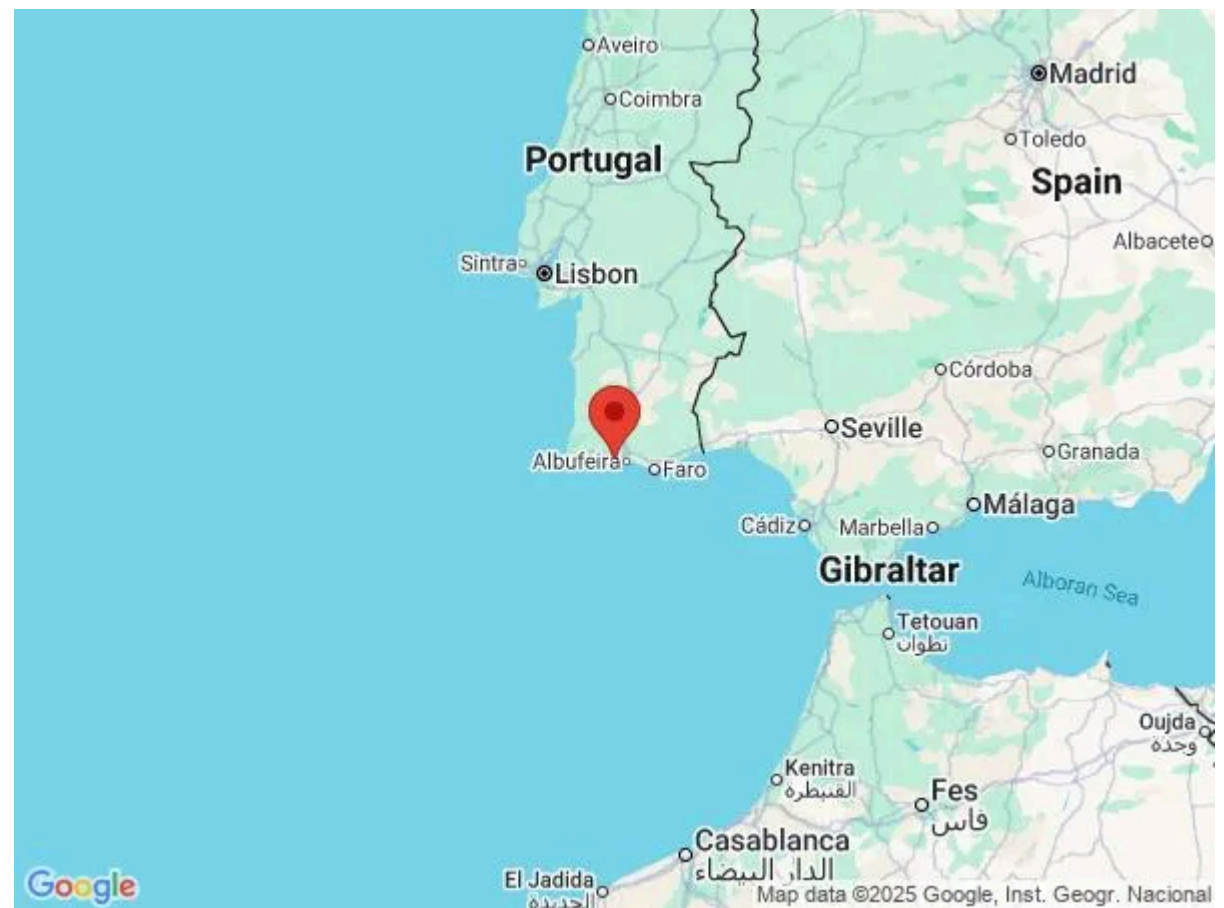 Aveiro
Madrid
Coimbra
Toledo
Portugal
Spain
Albacete
Sintra
Lisbon
Córdoba
Seville
Granada
Albufeira
Faro
Málaga
Cádiz
Marbella
Gibraltar
Alboran Sea
Tetouan
تطوان
Oujda
وجدة
Kenitra
القنيطرة
Fes
فاس
Casablanca
الدار البيضاء
El Jadida
الجديدة
Google
Map data ©2025 Google, Inst. Geogr. Nacional